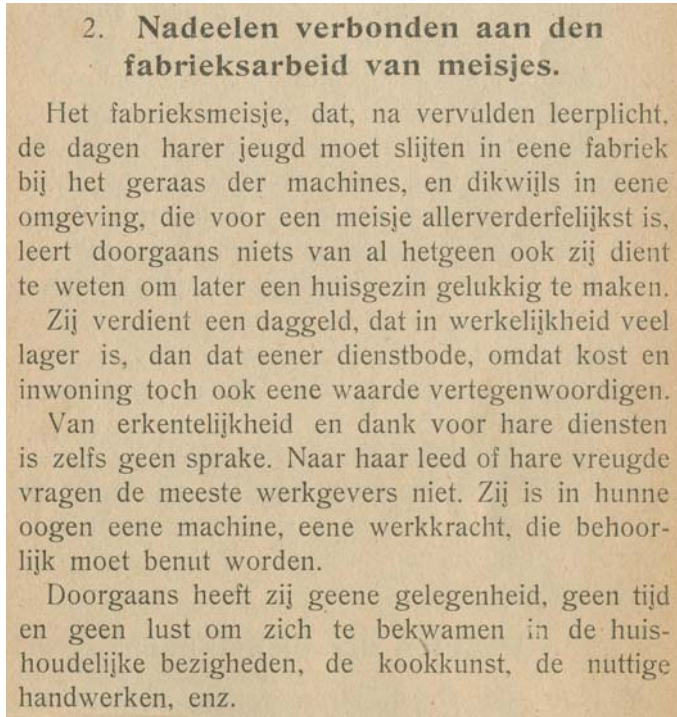 2. Nadeelen verbonden aan den
fabrieksarbeid van meisjes.
Het fabrieksmeisje, dat, na vervulden leerplicht,
de dagen harer jeugd moet slijten in eene fabriek
bij het geraas der machines, en dikwijls in eene
omgeving, die voor een meisje allerverderfelijkst is,
leert doorgaans niets van al hetgeen ook zij dient
te weten om later een huisgezin gelukkig te maken.
Zij verdient een daggeld, dat in werkelijkheid veel
lager is, dan dat eener dienstbode, omdat kost en
inwoning toch ook eene waarde vertegenwoordigen.
Van erkentelijkheid en dank voor hare diensten
is zelfs geen sprake. Naar haar leed of hare vreugde
vragen de meeste werkgevers niet. Zij is in hunne
oogen eene machine, eene werkkracht, die behoor-
lijk moet benut worden.
Doorgaans heeft zij geene gelegenheid, geen tijd
en geen lust om zich te bekwamen in de huis-
houdelijke bezigheden, de kookkunst, de nuttige
handwerken, enz.